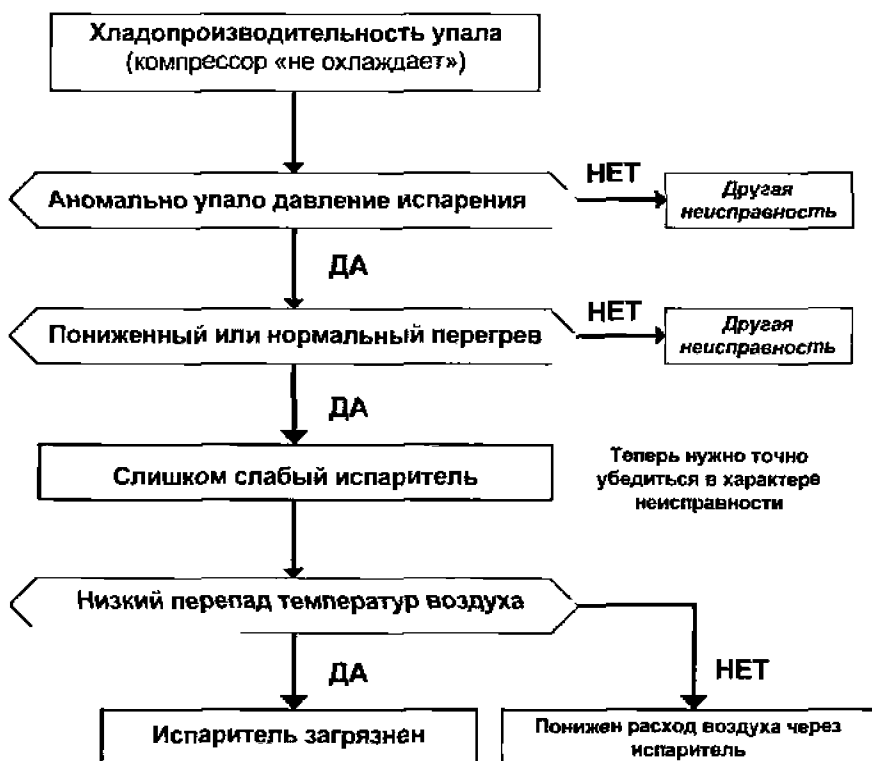 Хладопроизводительность упала
(компрессор «не охлаждает»)
НЕТ
Аномально упало давление испарения
Другая
неисправность
ДА
НЕТ
Пониженный или нормальный перегрев
Другая
неисправность
ДА
Слишком слабый испаритель
Теперь нужно точно
убедиться в характере
неисправности
Низкий перепад температур воздуха
ДА
НЕТ
Испаритель загрязнен
Понижен расход воздуха через
испаритель